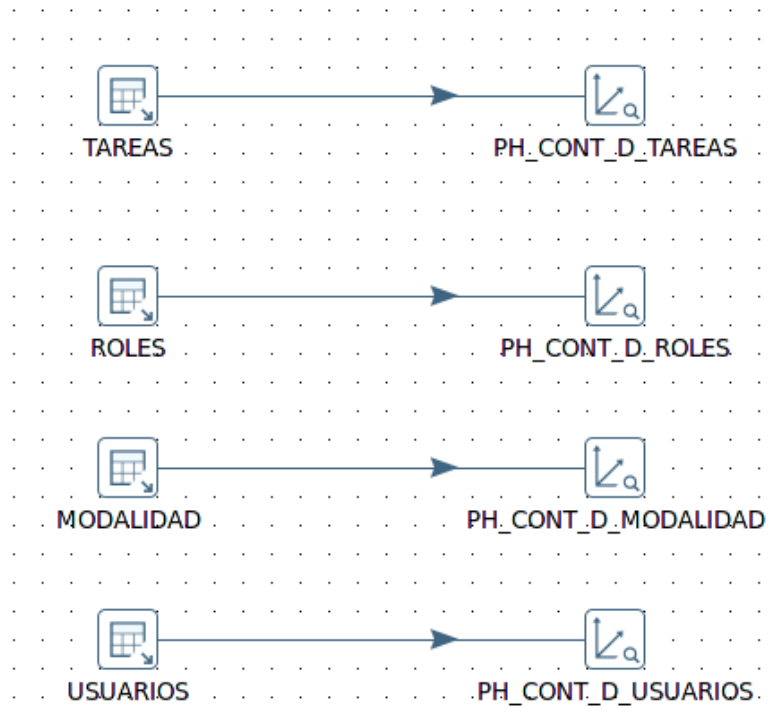 TAREAS PH_CONT_D_TAREAS
ROLES PH_CONT_D_ROLES
MODALIDAD PH_CONT_D_MODALIDAD
USUARIOS PH_CONT_D_USUARIOS